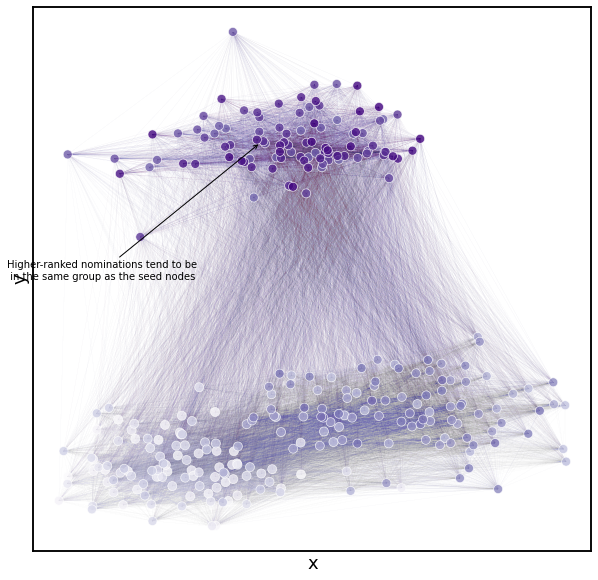 Higher-ranked nominations tend to be
in the same group as the seed nodes
y
x